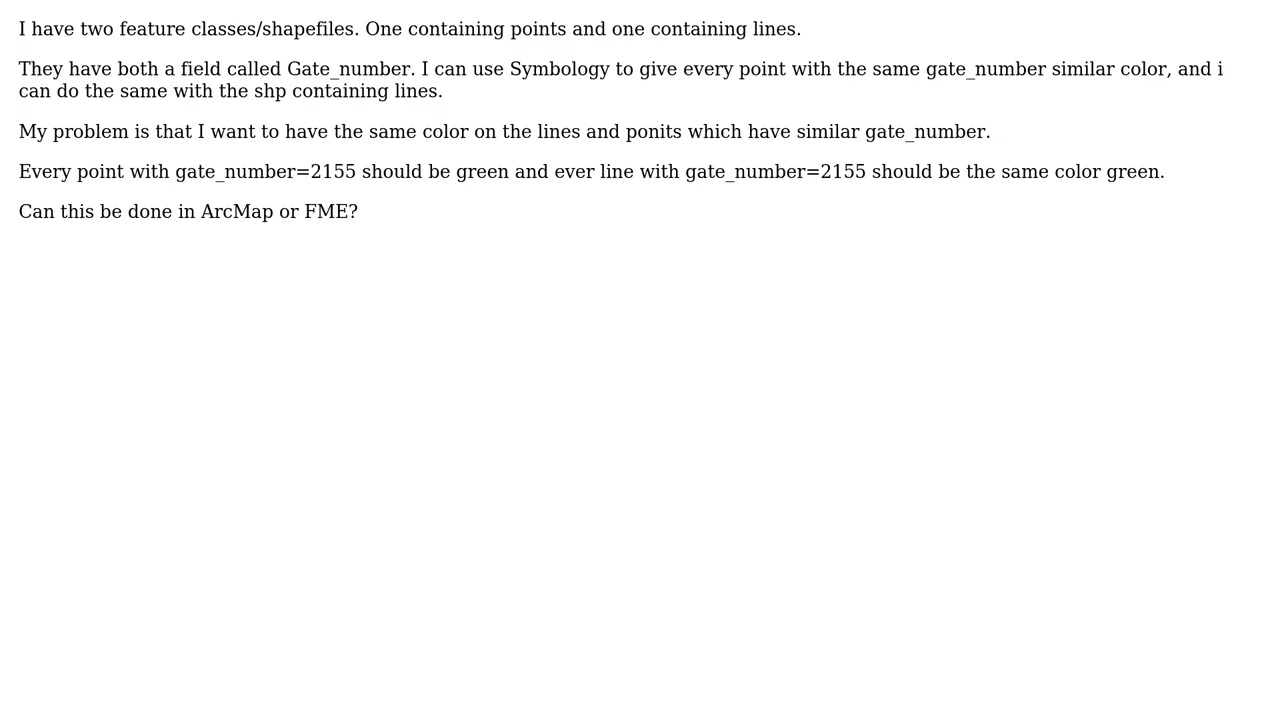 I have two feature classes/shapefiles. One containing points and one containing lines.
They have both a field called Gate_number. I can use Symbology to give every point with the same gate_number similar color, and i
can do the same with the shp containing lines.
My problem is that I want to have the same color on the lines and ponits which have similar gate_number.
Every point with gate_number=2155 should be green and ever line with gate_number=2155 should be the same color green.
Can this be done in ArcMap or FME?